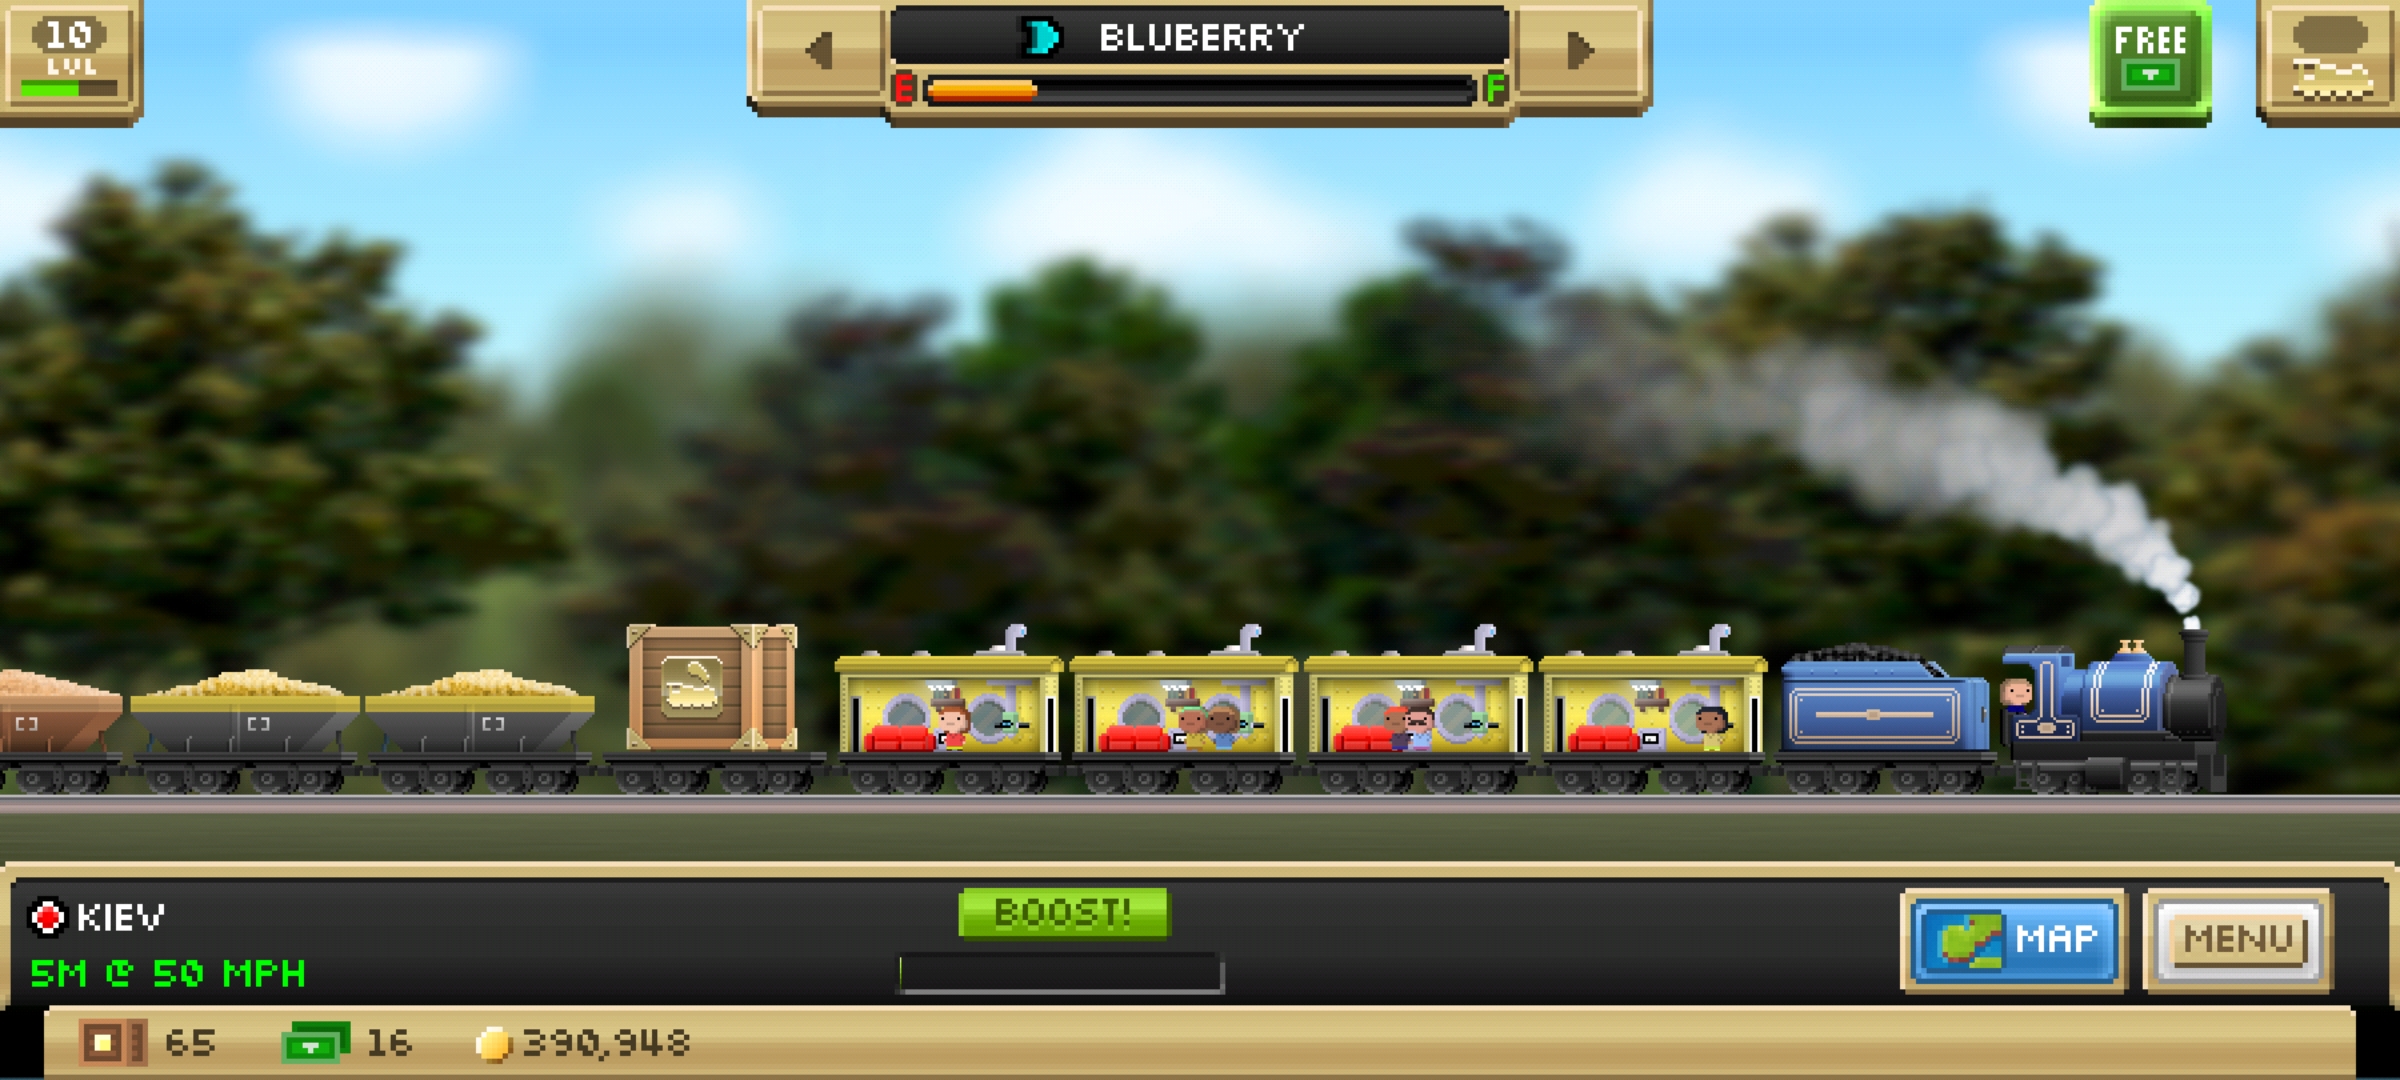 10
LVL
BLUBERRY
E F
FREE
KIEV
5M @ 50 MPH
BOOST!
MAP
MENU
65
16
390,948